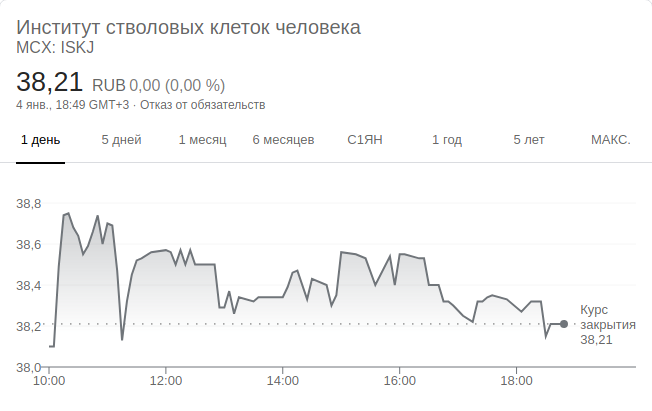 Институт стволовых клеток человека
MCX: ISKJ
38,21 RUB 0,00 (0,00 %)
4 янв., 18:49 GMT+3 · Отказ от обязательств
1 день 5 дней 1 месяц 6 месяцев С1ЯН 1 год 5 лет МАКС.
38,8
38,6
38,4
38,2
38,0
Курс
закрытия
38,21
10:00 12:00 14:00 16:00 18:00